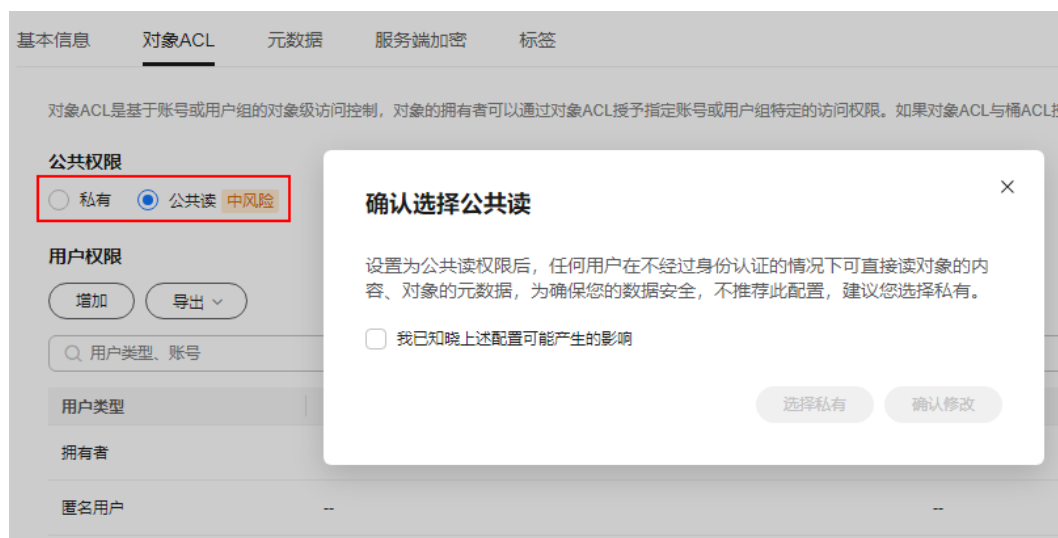 基本信息 对象ACL 元数据 服务端加密 标签
对象ACL是基于账号或用户组的对象级访问控制，对象的拥有者可以通过对象ACL授予指定账号或用户组特定的访问权限。如果对象ACL与桶ACL
公共权限
私有 公共读 中风险
用户权限
增加 导出
用户类型、账号
用户类型
拥有者
匿名用户 -- --
确认选择公共读
设置为公共读权限后，任何用户在不经过身份认证的情况下可直接读对象的内
容、对象的元数据，为确保您的数据安全，不推荐此配置，建议您选择私有。
我已知晓上述配置可能产生的影响
选择私有 确认修改